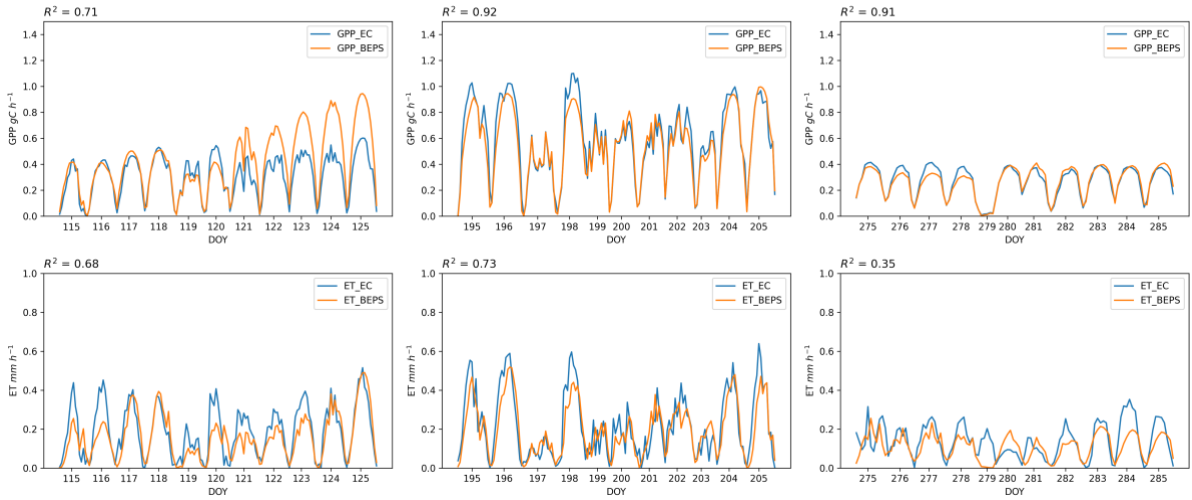 R² = 0.71
GPP gC h⁻¹
1.4
1.2
1.0
0.8
0.6
0.4
0.2
0.0
GPP_EC
GPP_BEPS
115 116 117 118 119 120 121 122 123 124 125
DOY
R² = 0.92
GPP gC h⁻¹
1.4
1.2
1.0
0.8
0.6
0.4
0.2
0.0
GPP_EC
GPP_BEPS
195 196 197 198 199 200 201 202 203 204 205
DOY
R² = 0.91
GPP gC h⁻¹
1.4
1.2
1.0
0.8
0.6
0.4
0.2
0.0
GPP_EC
GPP_BEPS
275 276 277 278 279 280 281 282 283 284 285
DOY
R² = 0.68
ET mm h⁻¹
1.0
0.8
0.6
0.4
0.2
0.0
ET_EC
ET_BEPS
115 116 117 118 119 120 121 122 123 124 125
DOY
R² = 0.73
ET mm h⁻¹
1.0
0.8
0.6
0.4
0.2
0.0
ET_EC
ET_BEPS
195 196 197 198 199 200 201 202 203 204 205
DOY
R² = 0.35
ET mm h⁻¹
1.0
0.8
0.6
0.4
0.2
0.0
ET_EC
ET_BEPS
275 276 277 278 279 280 281 282 283 284 285
DOY